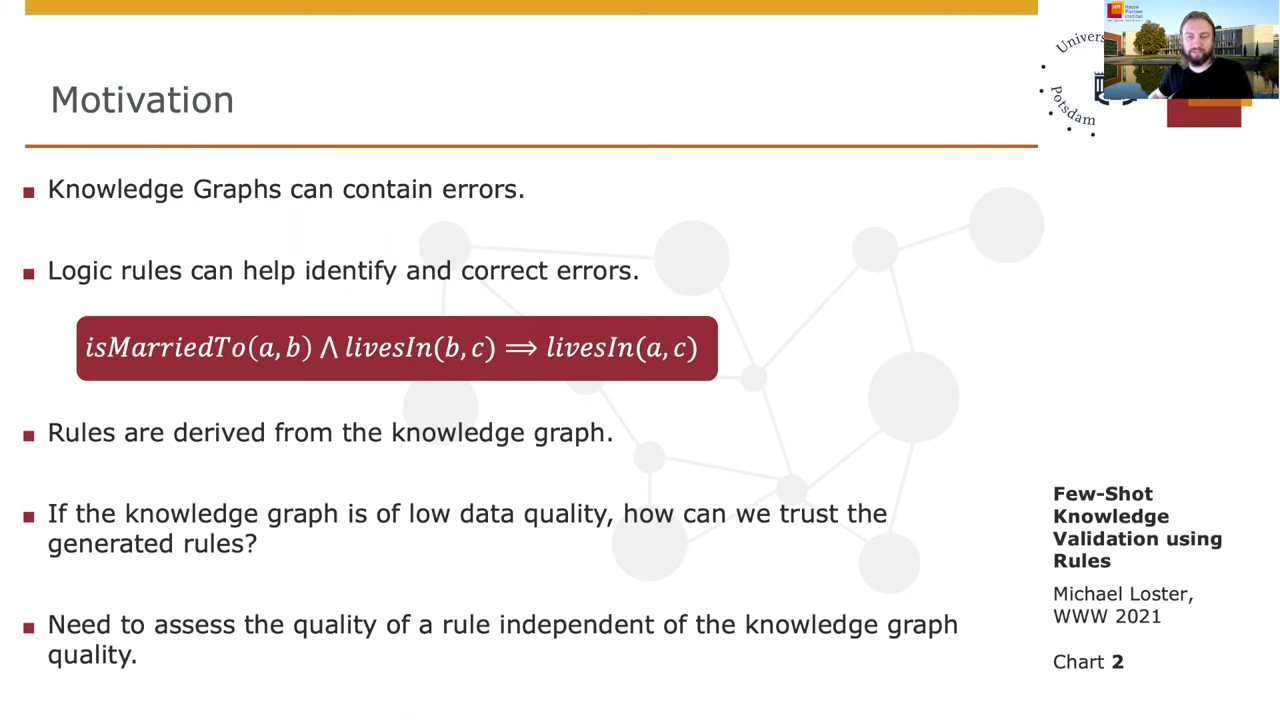 Motivation
■ Knowledge Graphs can contain errors.
■ Logic rules can help identify and correct errors.
isMarriedTo(a, b) ∧ livesIn(b, c) ⟹ livesIn(a, c)
■ Rules are derived from the knowledge graph.
■ If the knowledge graph is of low data quality, how can we trust the
generated rules?
■ Need to assess the quality of a rule independent of the knowledge graph
quality.
Hasso
Plattner
Institut
Potsdam
Few-Shot
Knowledge
Validation using
Rules
Michael Loster,
WWW 2021
Chart 2